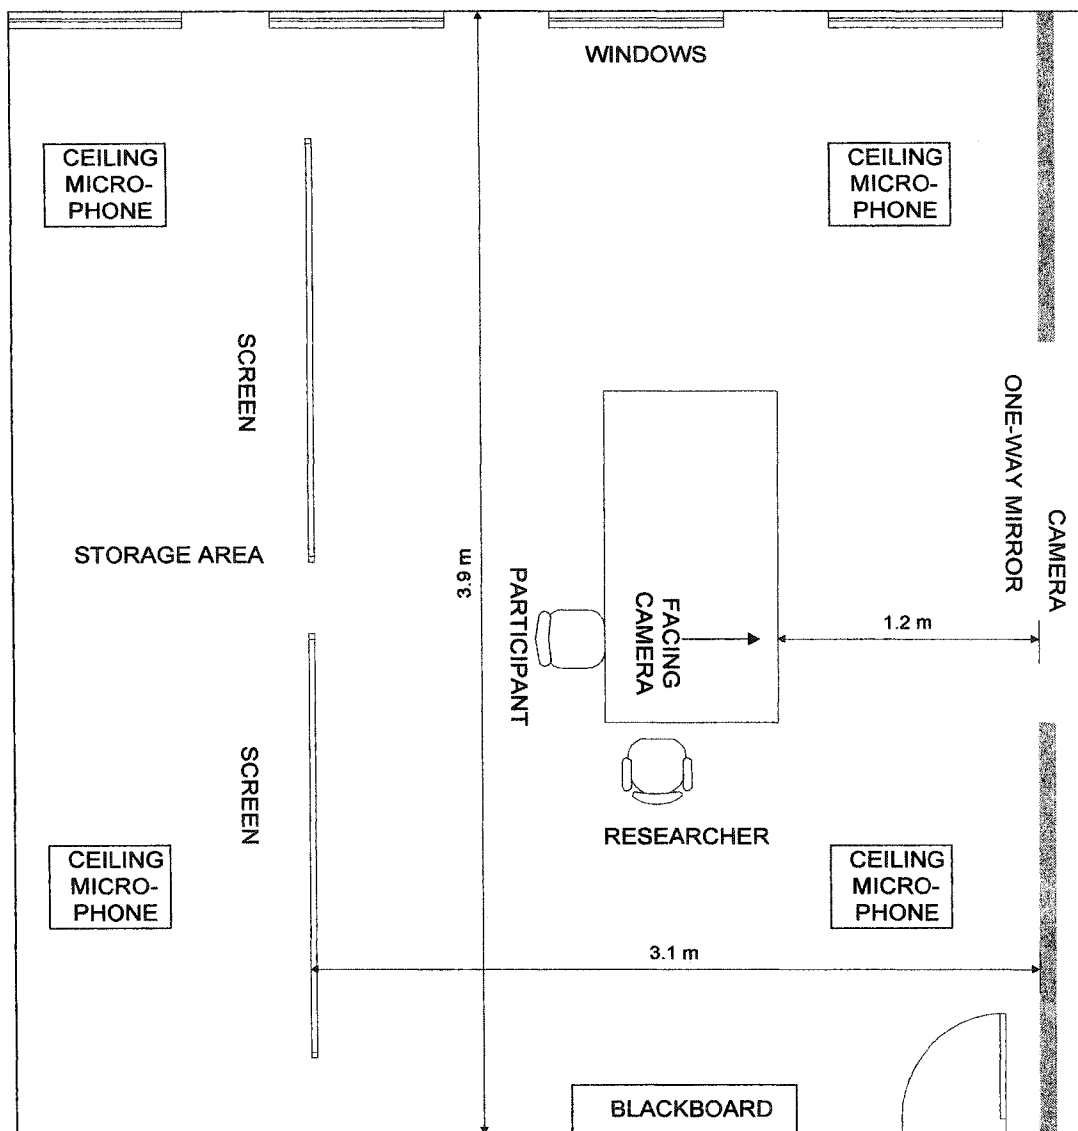 WINDOWS
CEILING
MICRO-
PHONE
CEILING
MICRO-
PHONE
SCREEN
ONE-WAY MIRROR
CAMERA
STORAGE AREA
3.9 m
PARTICIPANT
FACING
CAMERA
1.2 m
SCREEN
RESEARCHER
CEILING
MICRO-
PHONE
CEILING
MICRO-
PHONE
3.1 m
BLACKBOARD